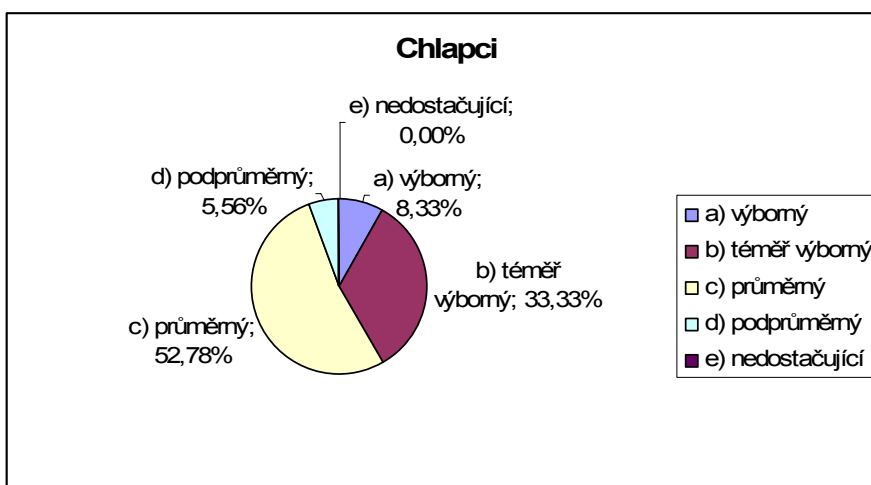 Chlapci
e) nedostačující;
0,00%
d) podprůměrný;
5,56%
a) výborný;
8,33%
b) téměř
výborný; 33,33%
c) průměrný;
52,78%
a) výborný
b) téměř výborný
c) průměrný
d) podprůměrný
e) nedostačující